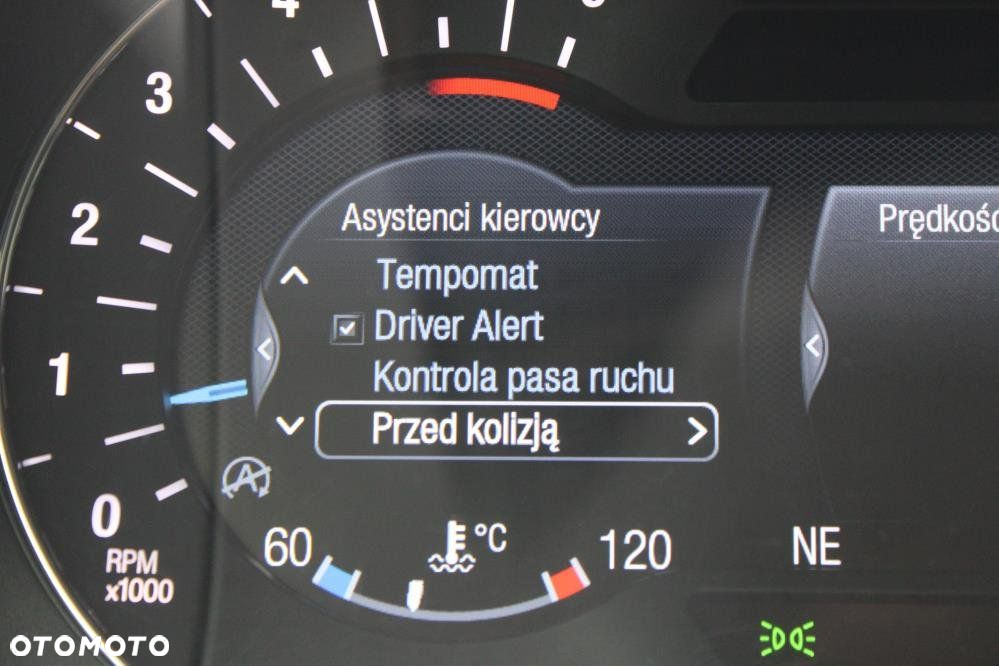 4
3
2
1
0
RPM
x1000
Asystenci kierowcy
Tempomat
Driver Alert
Kontrola pasa ruchu
Przed kolizją
A
60
°C
120
NE
OTOMOTO